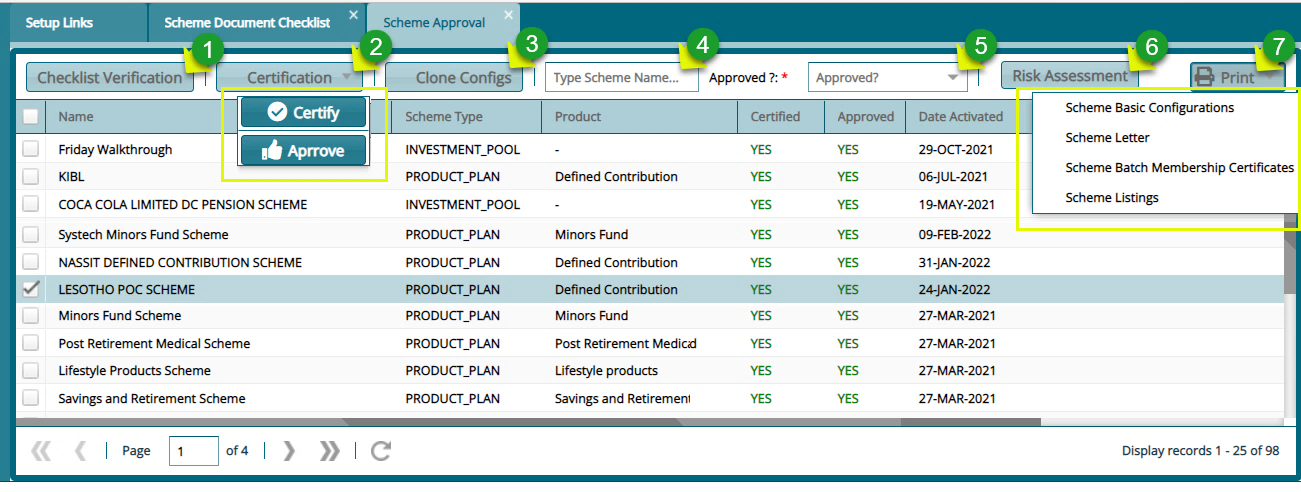 Setup Links Scheme Document Checklist Scheme Approval
1 2 3 4 5 6 7
Checklist Verification Certification Clone Configs Type Scheme Name... Approved ?: * Approved? Risk Assessment Print
Certify
Aprrove
Scheme Basic Configurations
Scheme Letter
Scheme Batch Membership Certificates
Scheme Listings
Name Scheme Type Product Certified Approved Date Activated
Friday Walkthrough INVESTMENT_POOL - YES YES 29-OCT-2021
KIBL PRODUCT_PLAN Defined Contribution YES YES 06-JUL-2021
COCA COLA LIMITED DC PENSION SCHEME INVESTMENT_POOL - YES YES 19-MAY-2021
Systech Minors Fund Scheme PRODUCT_PLAN Minors Fund YES YES 09-FEB-2022
NASSIT DEFINED CONTRIBUTION SCHEME PRODUCT_PLAN Defined Contribution YES YES 31-JAN-2022
LESOTHO POC SCHEME PRODUCT_PLAN Defined Contribution YES YES 24-JAN-2022
Minors Fund Scheme PRODUCT_PLAN Minors Fund YES YES 27-MAR-2021
Post Retirement Medical Scheme PRODUCT_PLAN Post Retirement Medical YES YES 27-MAR-2021
Lifestyle Products Scheme PRODUCT_PLAN Lifestyle products YES YES 27-MAR-2021
Savings and Retirement Scheme PRODUCT_PLAN Savings and Retirement YES YES 27-MAR-2021
Page 1 of 4 Display records 1 - 25 of 98